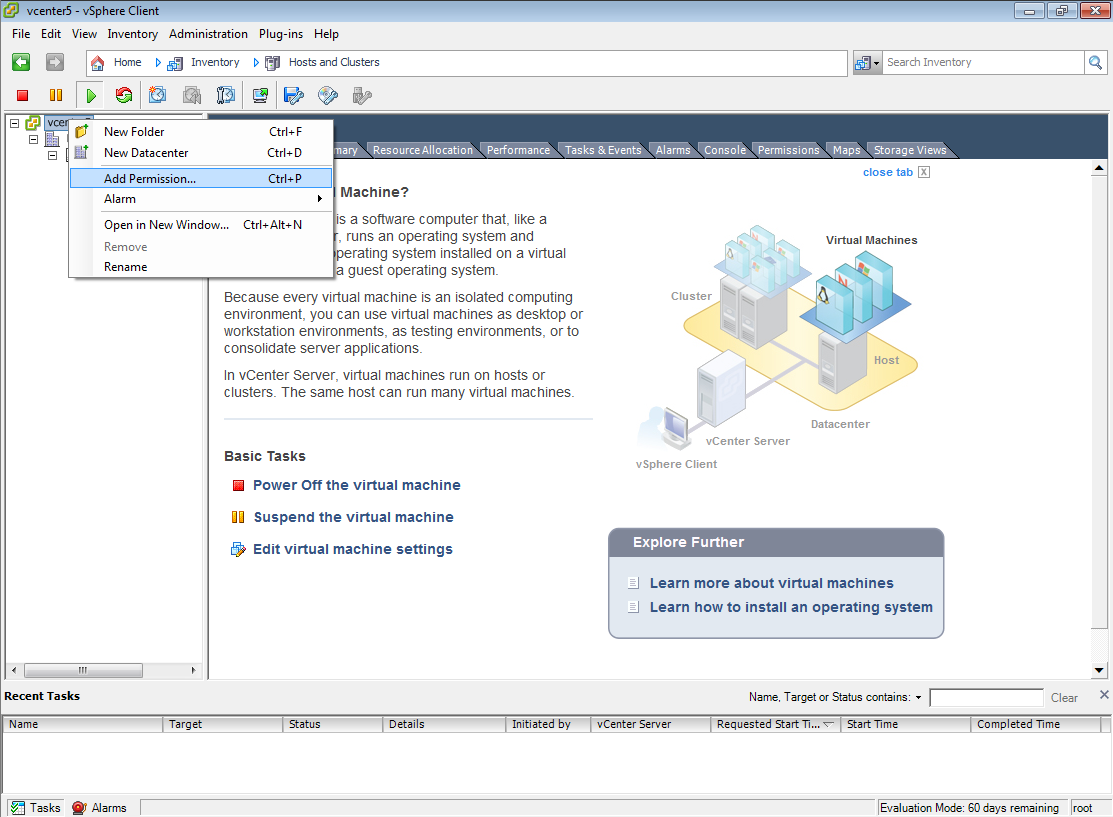 vcenter5 - vSphere Client
File Edit View Inventory Administration Plug-ins Help
Home Inventory Hosts and Clusters
Search Inventory
New Folder Ctrl+F
New Datacenter Ctrl+D
Add Permission... Ctrl+P
Alarm
Open in New Window... Ctrl+Alt+N
Remove
Rename
Resource Allocation Performance Tasks & Events Alarms Console Permissions Maps Storage Views
close tab X
Machine?
is a software computer that, like a
runs an operating system and
operating system installed on a virtual
a guest operating system.
Because every virtual machine is an isolated computing
environment, you can use virtual machines as desktop or
workstation environments, as testing environments, or to
consolidate server applications.
In vCenter Server, virtual machines run on hosts or
clusters. The same host can run many virtual machines.
Virtual Machines
Cluster
Host
Datacenter
vCenter Server
vSphere Client
Basic Tasks
Power Off the virtual machine
Suspend the virtual machine
Edit virtual machine settings
Explore Further
Learn more about virtual machines
Learn how to install an operating system
Recent Tasks
Name, Target or Status contains: Clear
Name Target Status Details Initiated by vCenter Server Requested Start Ti... Start Time Completed Time
Tasks Alarms
Evaluation Mode: 60 days remaining root